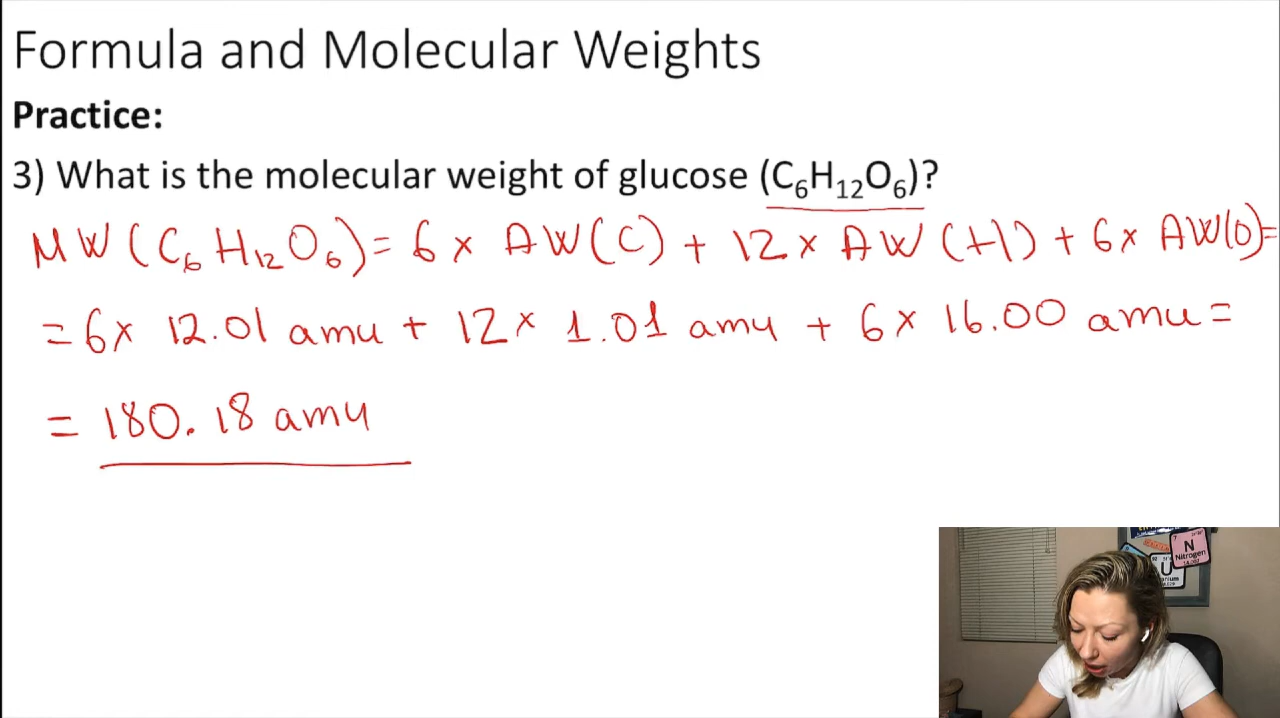 Formula and Molecular Weights
Practice:
3) What is the molecular weight of glucose (C₆H₁₂O₆)?
MW(C₆H₁₂O₆)= 6 x AW(C) + 12 x AW(H) + 6 x AW(O)=
= 6 x 12.01 amu + 12 x 1.01 amu + 6 x 16.00 amu =
= 180.18 amu
N
Nitrogen
U